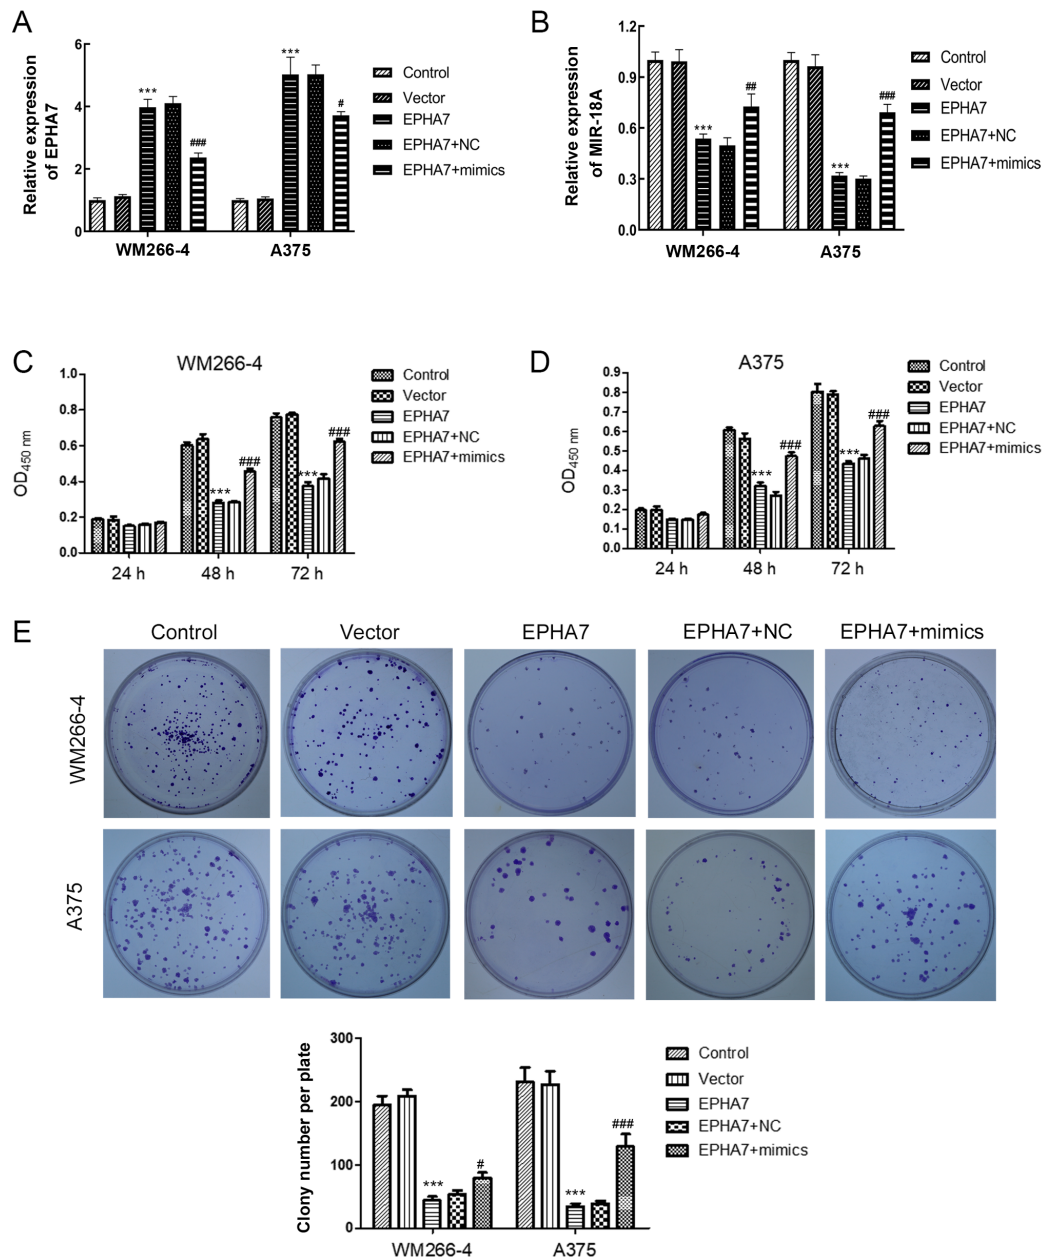 A
Relative expression
of EPHA7
6
4
2
0
***
###
***
#
WM266-4
A375
Control
Vector
EPHA7
EPHA7+NC
EPHA7+mimics
B
Relative expression
of MIR-18A
1.2
0.9
0.6
0.3
0.0
***
##
***
###
WM266-4
A375
Control
Vector
EPHA7
EPHA7+NC
EPHA7+mimics
C
WM266-4
OD450 nm
1.0
0.8
0.6
0.4
0.2
0.0
***
###
***
###
24 h
48 h
72 h
Control
Vector
EPHA7
EPHA7+NC
EPHA7+mimics
D
A375
OD450 nm
0.9
0.8
0.7
0.6
0.5
0.4
0.3
0.2
0.1
0.0
***
###
***
###
24 h
48 h
72 h
Control
Vector
EPHA7
EPHA7+NC
EPHA7+mimics
E
Control
Vector
EPHA7
EPHA7+NC
EPHA7+mimics
WM266-4
A375
Clony number per plate
300
200
100
0
***
#
***
###
WM266-4
A375
Control
Vector
EPHA7
EPHA7+NC
EPHA7+mimics